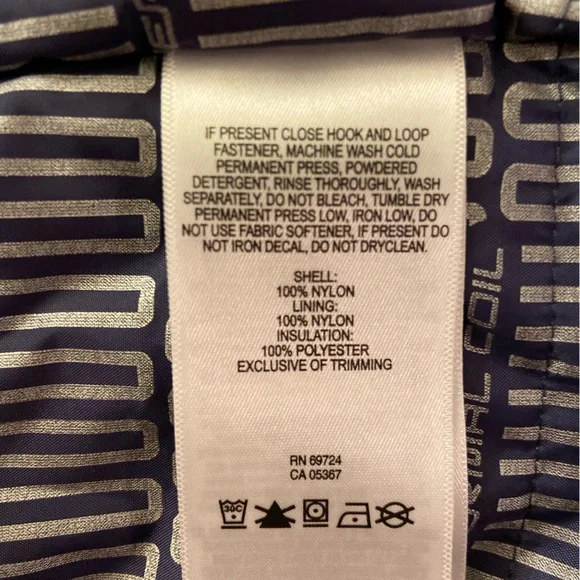 IF PRESENT CLOSE HOOK AND LOOP
FASTENER, MACHINE WASH COLD
PERMANENT PRESS, POWDERED
DETERGENT, RINSE THOROUGHLY, WASH
SEPARATELY, DO NOT BLEACH, TUMBLE DRY
PERMANENT PRESS LOW, IRON LOW, DO
NOT USE FABRIC SOFTENER, IF PRESENT DO
NOT IRON DECAL, DO NOT DRYCLEAN.
SHELL:
100% NYLON
LINING:
100% NYLON
INSULATION:
100% POLYESTER
EXCLUSIVE OF TRIMMING
RN 69724
CA 05367
30C
COIL